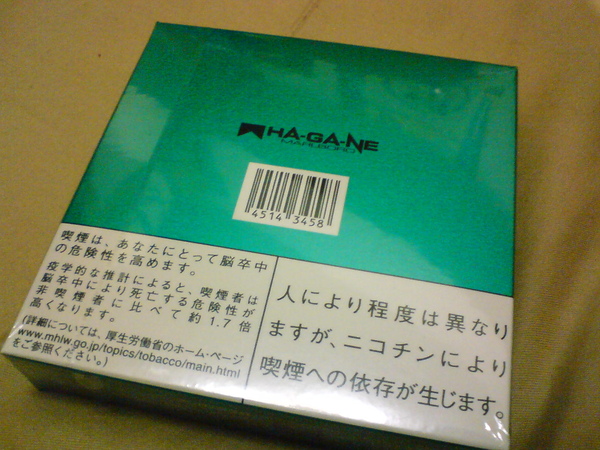 HA-GA-NE
MARLBORO
4514 3458
喫煙は、あなたにとって脳卒中
の危険性を高めます。
疫学的な推計によると、喫煙者は
脳卒中により死亡する危険性が
非喫煙者に比べて約1.7倍
高くなります。
(詳細については、厚生労働省のホーム・ページ
www.mhlw.go.jp/topics/tobacco/main.html
をご参照ください。)
人により程度は異なり
ますが、ニコチンにより
喫煙への依存が生じます。